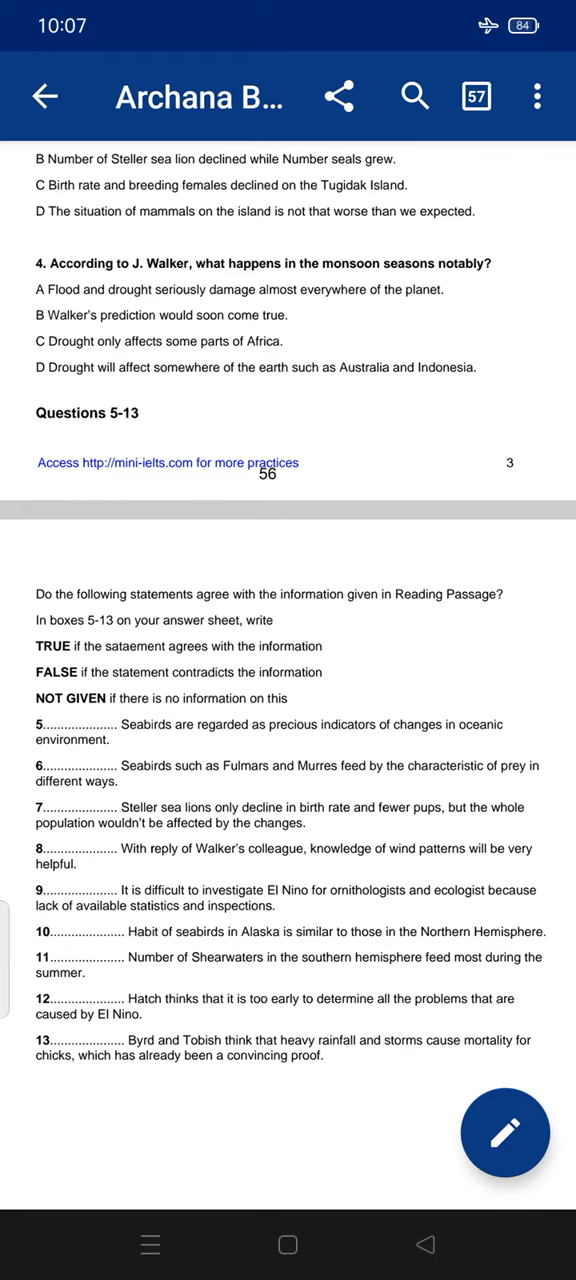 10:07
84
Archana B...
57
B Number of Steller sea lion declined while Number seals grew.
C Birth rate and breeding females declined on the Tugidak Island.
D The situation of mammals on the island is not that worse than we expected.
4. According to J. Walker, what happens in the monsoon seasons notably?
A Flood and drought seriously damage almost everywhere of the planet.
B Walker's prediction would soon come true.
C Drought only affects some parts of Africa.
D Drought will affect somewhere of the earth such as Australia and Indonesia.
Questions 5-13
Access http://mini-ielts.com for more practices
3
56
Do the following statements agree with the information given in Reading Passage?
In boxes 5-13 on your answer sheet, write
TRUE if the sataement agrees with the information
FALSE if the statement contradicts the information
NOT GIVEN if there is no information on this
5.................... Seabirds are regarded as precious indicators of changes in oceanic
environment.
6.................... Seabirds such as Fulmars and Murres feed by the characteristic of prey in
different ways.
7.................... Steller sea lions only decline in birth rate and fewer pups, but the whole
population wouldn't be affected by the changes.
8.................... With reply of Walker's colleague, knowledge of wind patterns will be very
helpful.
9.................... It is difficult to investigate El Nino for ornithologists and ecologist because
lack of available statistics and inspections.
10.................... Habit of seabirds in Alaska is similar to those in the Northern Hemisphere.
11.................... Number of Shearwaters in the southern hemisphere feed most during the
summer.
12.................... Hatch thinks that it is too early to determine all the problems that are
caused by El Nino.
13.................... Byrd and Tobish think that heavy rainfall and storms cause mortality for
chicks, which has already been a convincing proof.